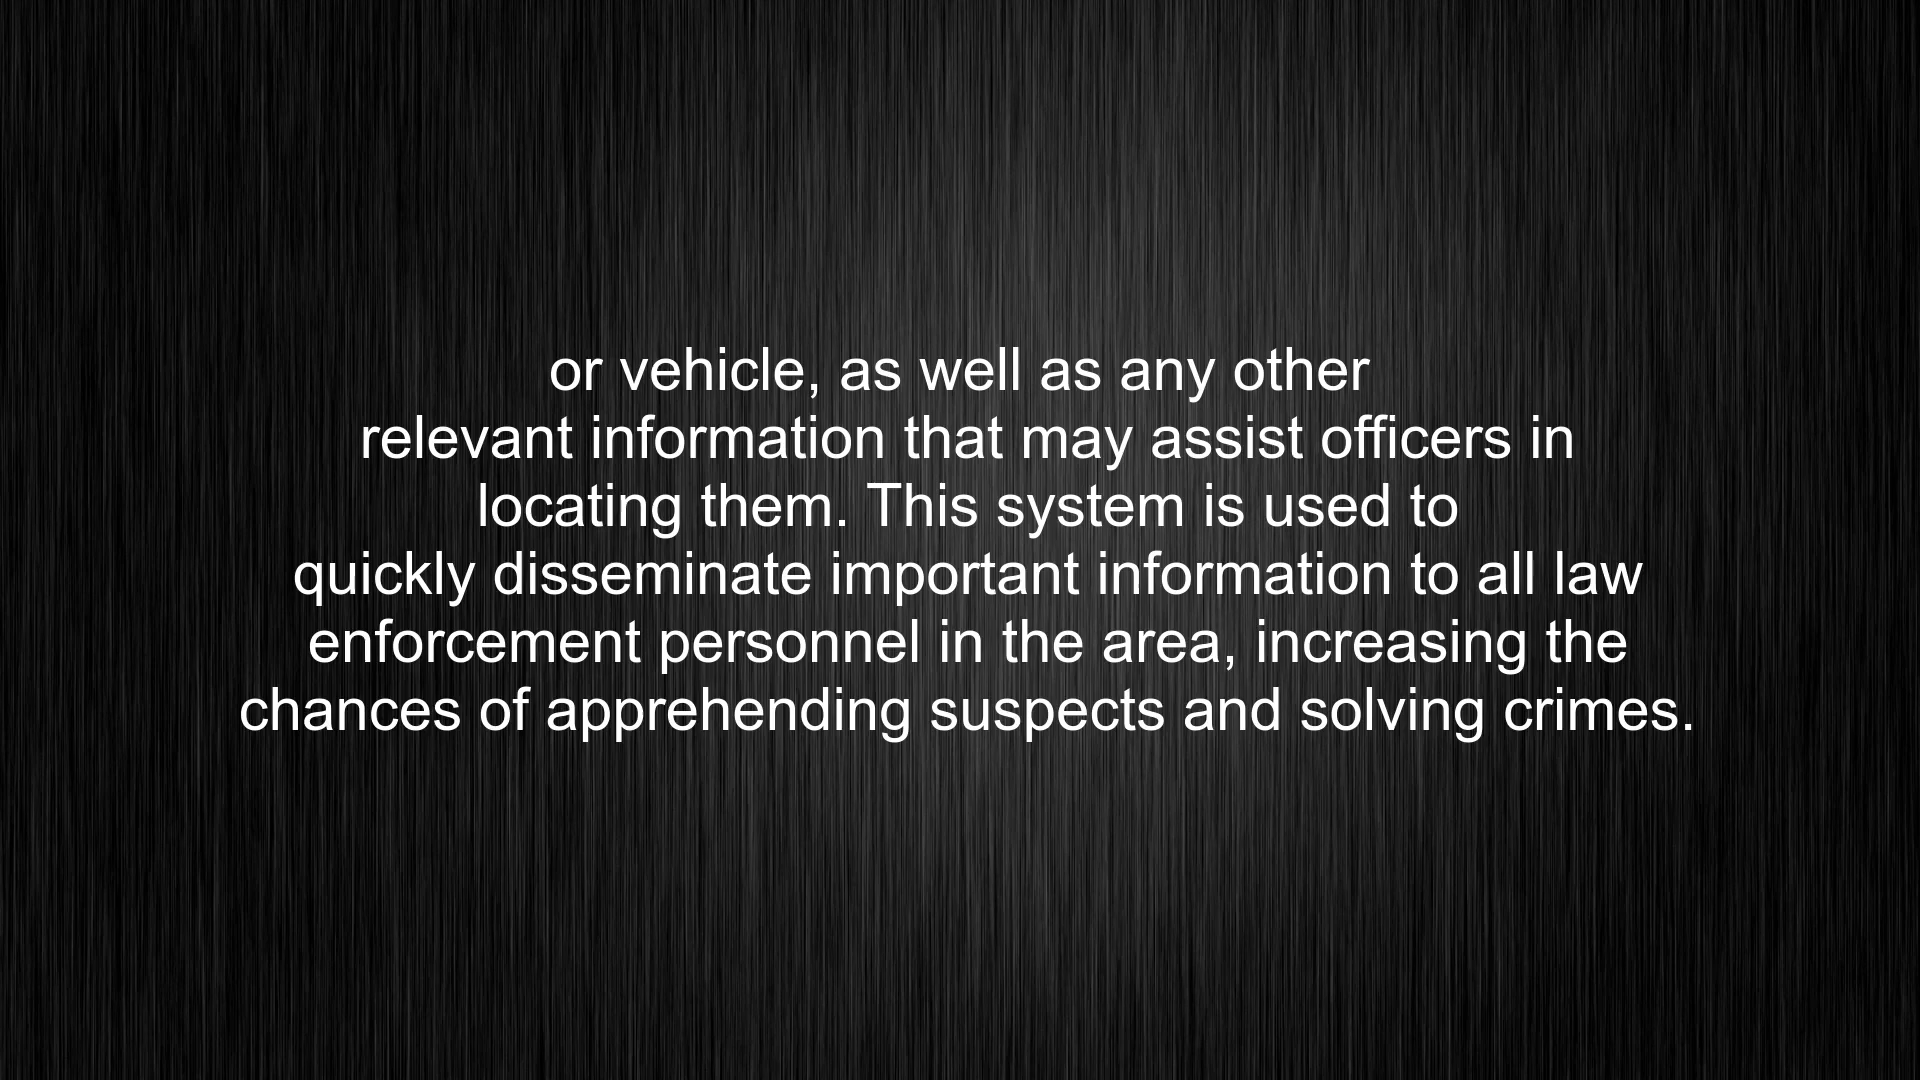 or vehicle, as well as any other
relevant information that may assist officers in
locating them. This system is used to
quickly disseminate important information to all law
enforcement personnel in the area, increasing the
chances of apprehending suspects and solving crimes.